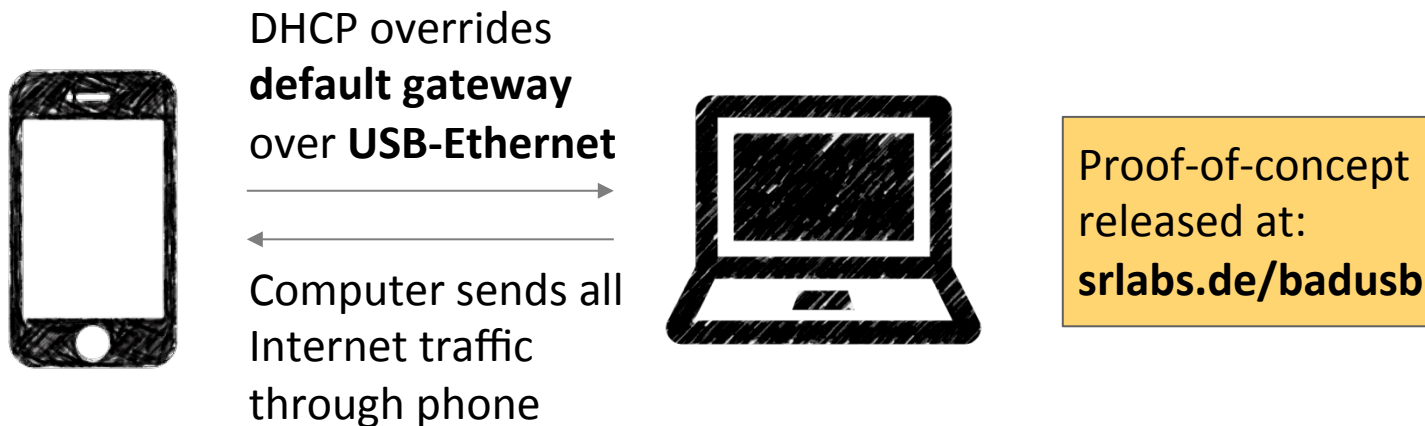 DHCP overrides
default gateway
over USB-Ethernet
Computer sends all
Internet traffic
through phone
Proof-of-concept
released at:
srlabs.de/badusb